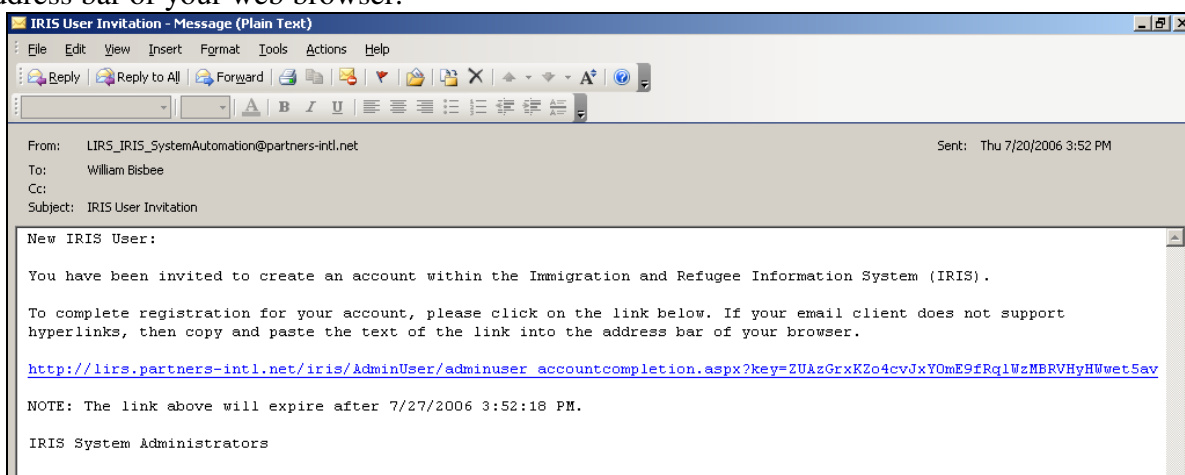 address bar of your web browser.
IRIS User Invitation - Message (Plain Text)
File Edit View Insert Format Tools Actions Help
Reply Reply to All Forward
A B I U
From: LIRS_IRIS_SystemAutomation@partners-intl.net Sent: Thu 7/20/2006 3:52 PM
To: William Bisbee
Cc:
Subject: IRIS User Invitation
New IRIS User:
You have been invited to create an account within the Immigration and Refugee Information System (IRIS).
To complete registration for your account, please click on the link below. If your email client does not support
hyperlinks, then copy and paste the text of the link into the address bar of your browser.
http://lirs.partners-intl.net/iris/AdminUser/adminuser_accountcompletion.aspx?key=ZUAzGrxKZo4cvJxYOmE9fRqlWzMBRVHyHWwet5av
NOTE: The link above will expire after 7/27/2006 3:52:18 PM.
IRIS System Administrators